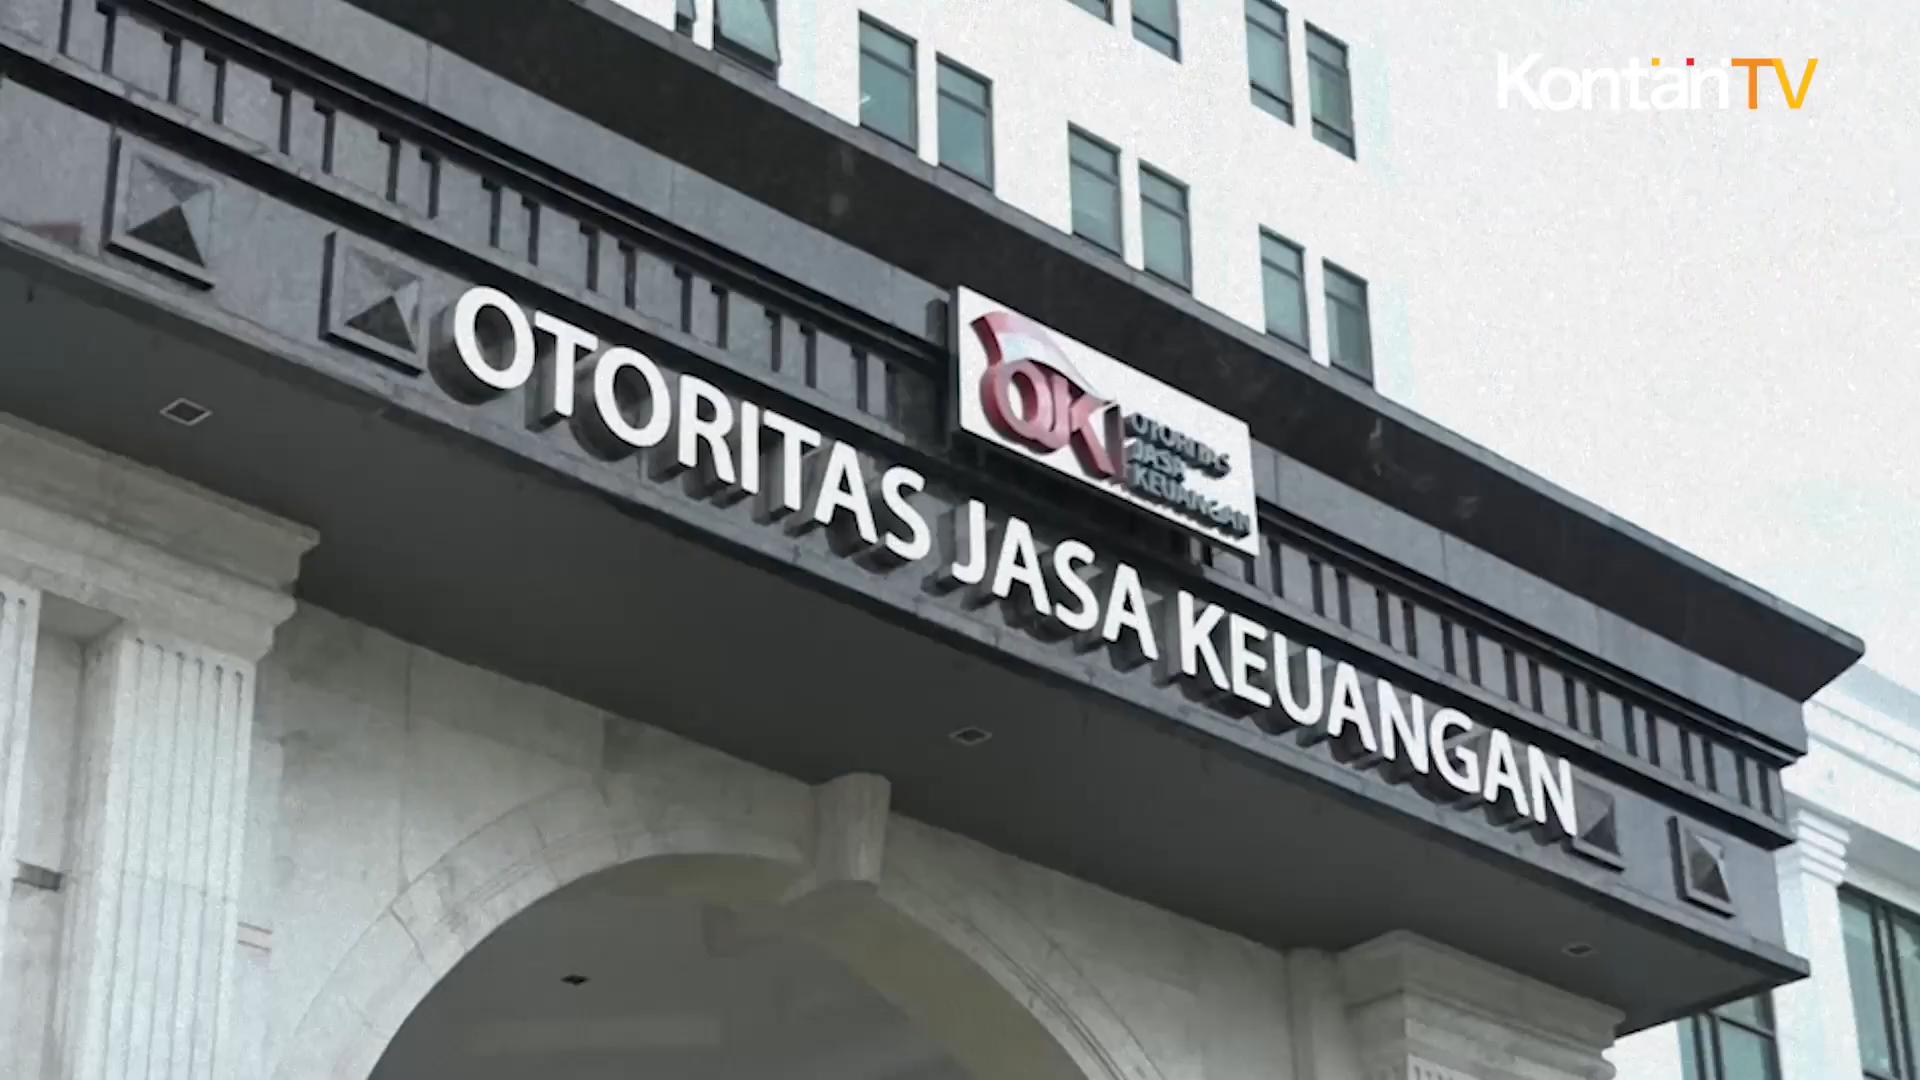 KontanTV
OJK
OTORITAS
JASA
KEUANGAN
OTORITAS JASA KEUANGAN